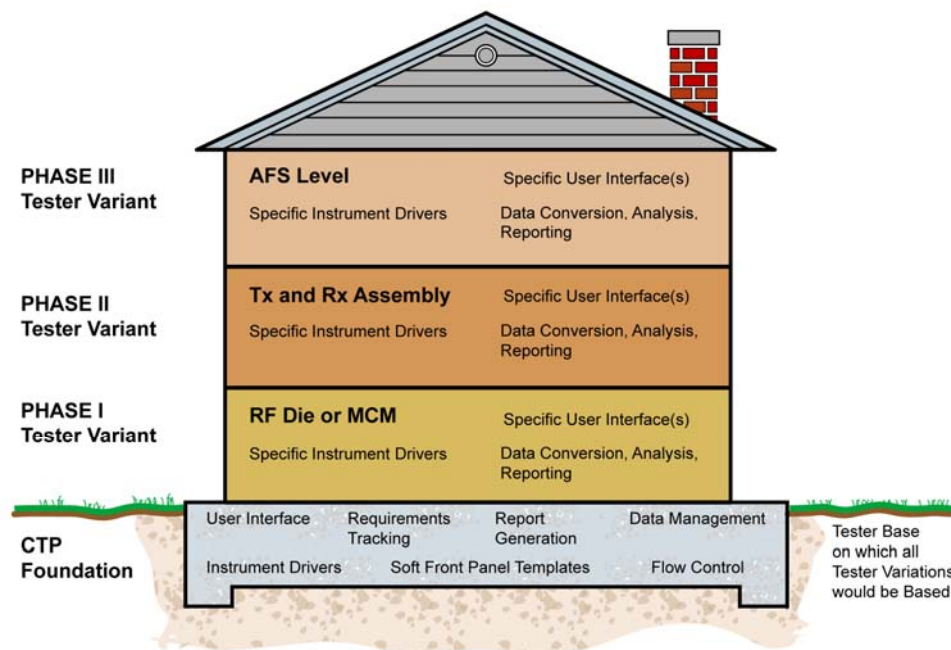 PHASE III
Tester Variant
AFS Level
Specific User Interface(s)
Specific Instrument Drivers
Data Conversion, Analysis,
Reporting
PHASE II
Tester Variant
Tx and Rx Assembly
Specific User Interface(s)
Specific Instrument Drivers
Data Conversion, Analysis,
Reporting
PHASE I
Tester Variant
RF Die or MCM
Specific User Interface(s)
Specific Instrument Drivers
Data Conversion, Analysis,
Reporting
CTP
Foundation
User Interface
Requirements
Tracking
Report
Generation
Data Management
Instrument Drivers
Soft Front Panel Templates
Flow Control
Tester Base
on which all
Tester Variations
would be Based